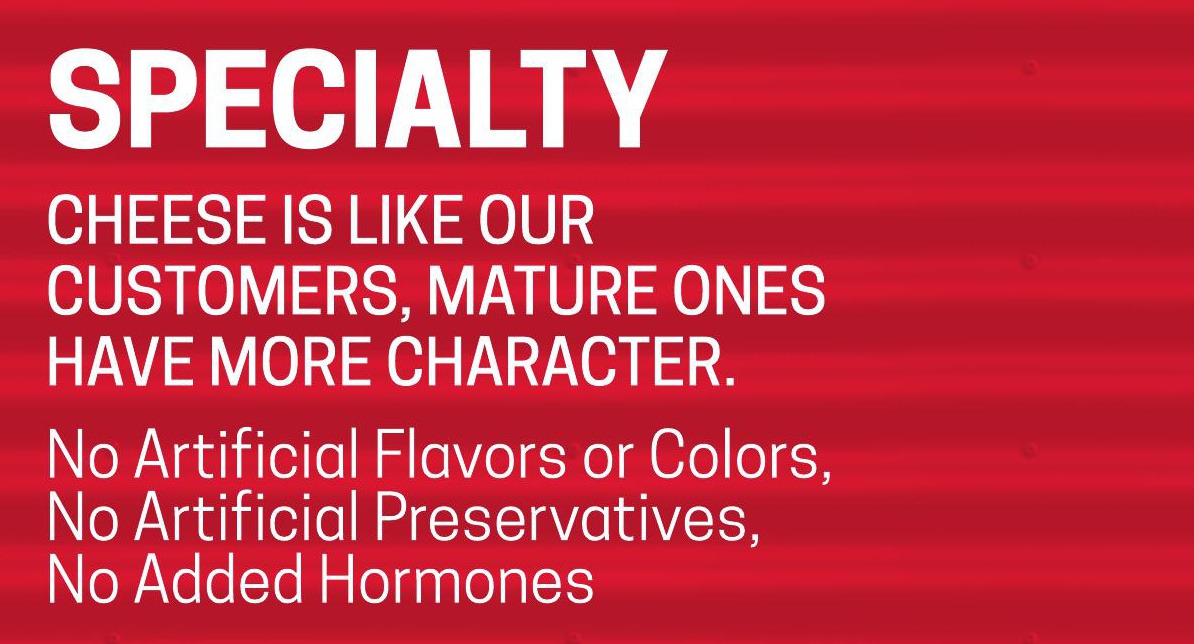 SPECIALTY
CHEESE IS LIKE OUR
CUSTOMERS, MATURE ONES
HAVE MORE CHARACTER.
No Artificial Flavors or Colors,
No Artificial Preservatives,
No Added Hormones